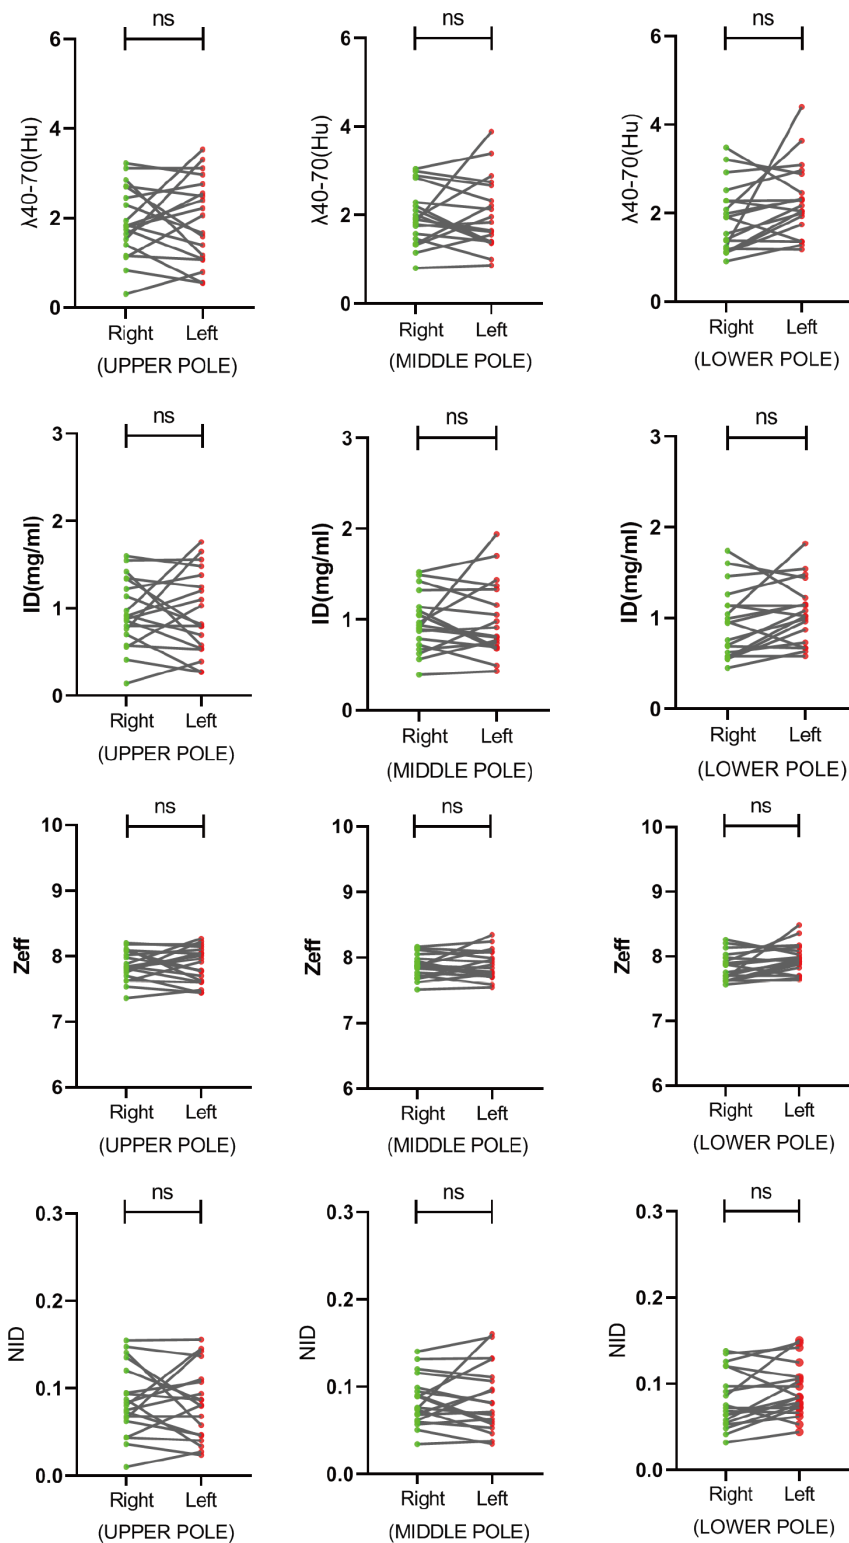 ns ns ns
λ40-70(Hu) λ40-70(Hu) λ40-70(Hu)
6 6 6
4 4 4
2 2 2
0 0 0
Right Left Right Left Right Left
(UPPER POLE) (MIDDLE POLE) (LOWER POLE)
ns ns ns
ID(mg/ml) ID(mg/ml) ID(mg/ml)
3 3 3
2 2 2
1 1 1
0 0 0
Right Left Right Left Right Left
(UPPER POLE) (MIDDLE POLE) (LOWER POLE)
ns ns ns
Zeff Zeff Zeff
10 10 10
9 9 9
8 8 8
7 7 7
6 6 6
Right Left Right Left Right Left
(UPPER POLE) (MIDDLE POLE) (LOWER POLE)
ns ns ns
NID NID NID
0.3 0.3 0.3
0.2 0.2 0.2
0.1 0.1 0.1
0.0 0.0 0.0
Right Left Right Left Right Left
(UPPER POLE) (MIDDLE POLE) (LOWER POLE)